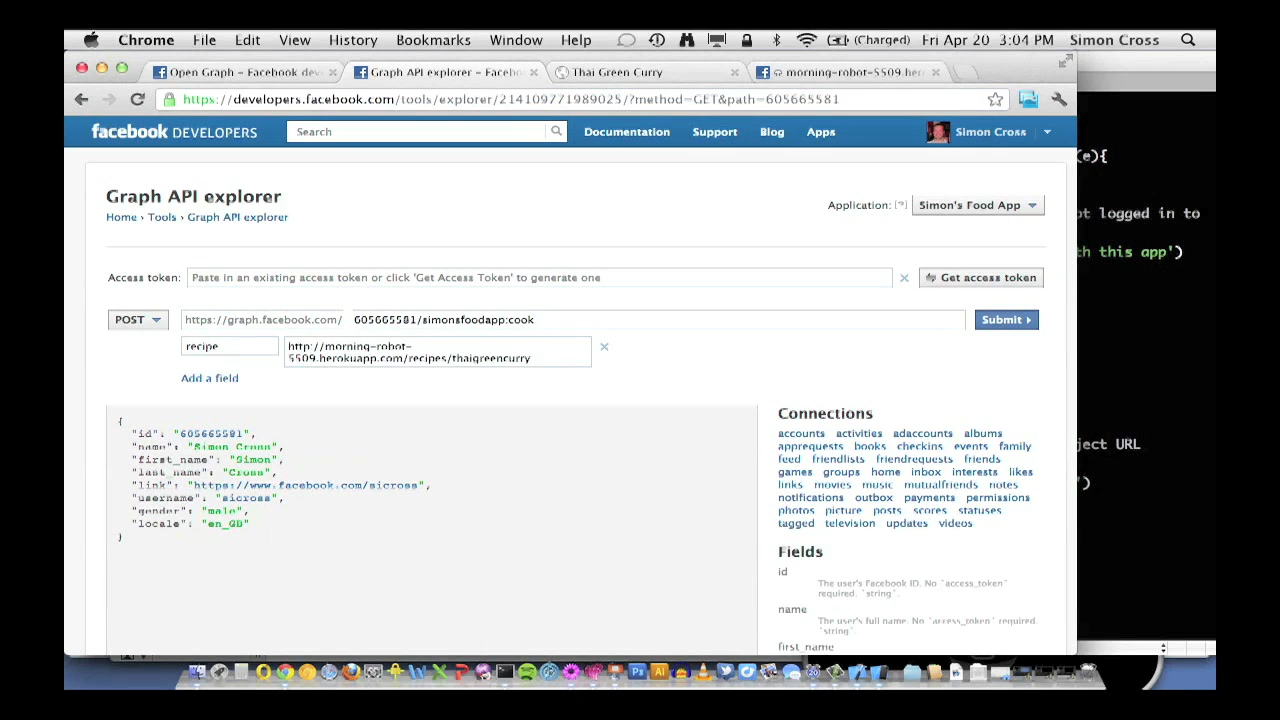 Chrome File Edit View History Bookmarks Window Help (Charged) Fri Apr 20 3:04 PM Simon Cross
Open Graph – Facebook dev Graph API explorer – Facebo Thai Green Curry morning-robot-5509.her
https://developers.facebook.com/tools/explorer/214109771989025/?method=GET&path=605665581
facebook DEVELOPERS Search Documentation Support Blog Apps Simon Cross
(e){
Graph API explorer
Application: [?] Simon's Food App
Home › Tools › Graph API explorer
ot logged in to
th this app')
Access token: Paste in an existing access token or click 'Get Access Token' to generate one Get access token
POST https://graph.facebook.com/ 605665581/simonsfoodapp:cook Submit
recipe http://morning-robot-
5509.herokuapp.com/recipes/thaigreencurry
Add a field
{
"id": "605665581",
"name": "Simon Cross",
"first_name": "Simon",
"last_name": "Cross",
"link": "https://www.facebook.com/sicross",
"username": "sicross",
"gender": "male",
"locale": "en_GB"
}
Connections
accounts activities adaccounts albums
apprequests books checkins events family
feed friendlists friendrequests friends
games groups home inbox interests likes
links movies music mutualfriends notes
notifications outbox payments permissions
photos picture posts scores statuses
tagged television updates videos
ject URL
')
Fields
id
The user's Facebook ID. No `access_token`
required. `string`.
name
The user's full name. No `access_token` required.
`string`.
first_name